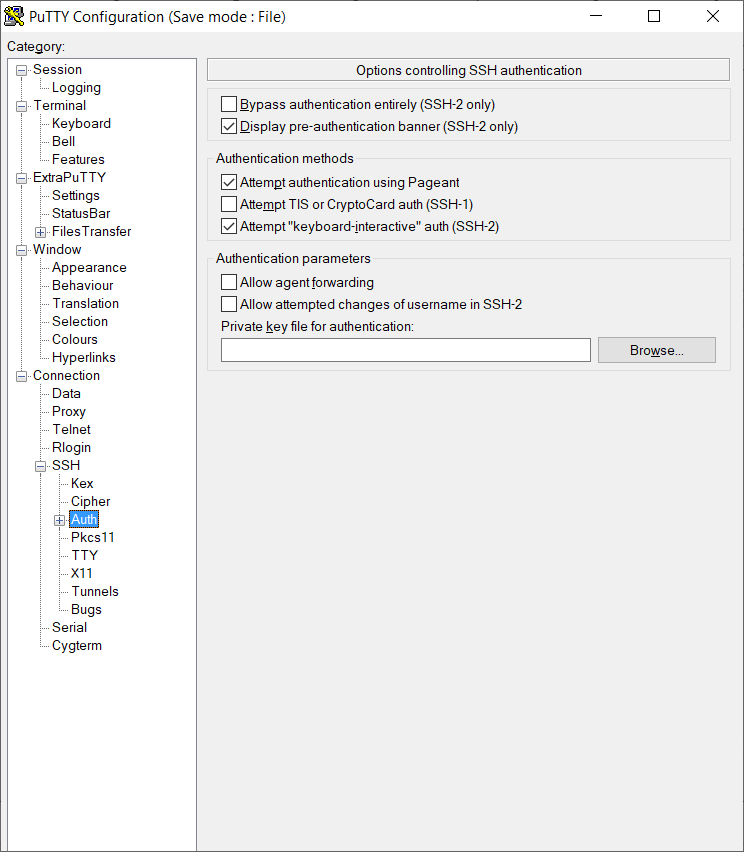 PuTTY Configuration (Save mode : File)
Category:
Session
Logging
Terminal
Keyboard
Bell
Features
ExtraPuTTY
Settings
StatusBar
FilesTransfer
Window
Appearance
Behaviour
Translation
Selection
Colours
Hyperlinks
Connection
Data
Proxy
Telnet
Rlogin
SSH
Kex
Cipher
Auth
Pkcs11
TTY
X11
Tunnels
Bugs
Serial
Cygterm
Options controlling SSH authentication
Bypass authentication entirely (SSH-2 only)
Display pre-authentication banner (SSH-2 only)
Authentication methods
Attempt authentication using Pageant
Attempt TIS or CryptoCard auth (SSH-1)
Attempt "keyboard-interactive" auth (SSH-2)
Authentication parameters
Allow agent forwarding
Allow attempted changes of username in SSH-2
Private key file for authentication:
Browse...